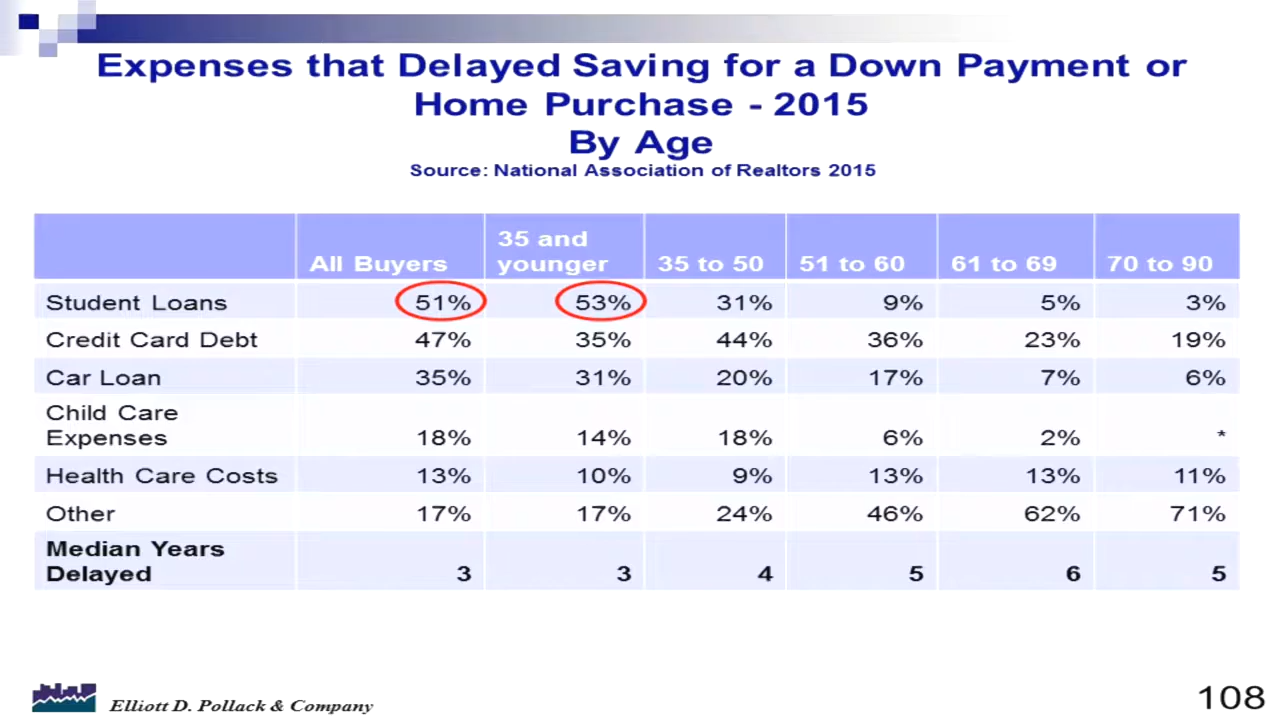 Expenses that Delayed Saving for a Down Payment or
Home Purchase - 2015
By Age
Source: National Association of Realtors 2015
All Buyers 35 and younger 35 to 50 51 to 60 61 to 69 70 to 90
Student Loans 51% 53% 31% 9% 5% 3%
Credit Card Debt 47% 35% 44% 36% 23% 19%
Car Loan 35% 31% 20% 17% 7% 6%
Child Care
Expenses 18% 14% 18% 6% 2% *
Health Care Costs 13% 10% 9% 13% 13% 11%
Other 17% 17% 24% 46% 62% 71%
Median Years
Delayed 3 3 4 5 6 5
Elliott D. Pollack & Company
108